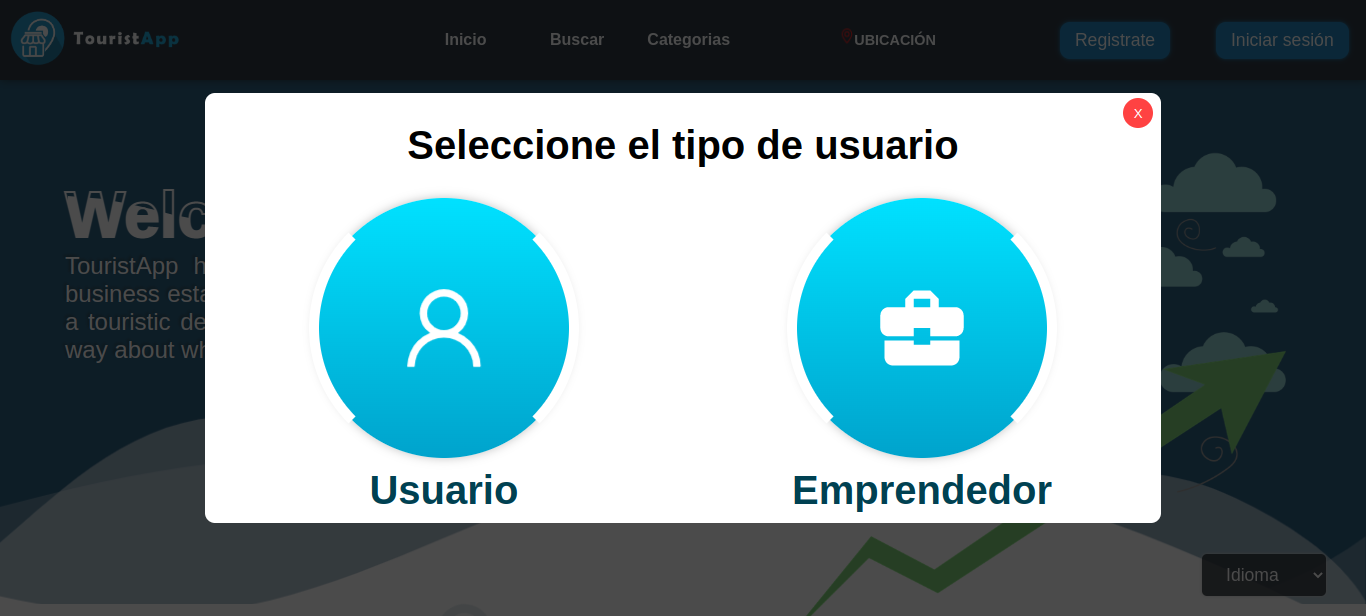 TouristApp
Inicio
Buscar
Categorias
UBICACIÓN
Registrate
Iniciar sesión
X
Seleccione el tipo de usuario
Welc
TouristApp h
business esta
a touristic de
way about wh
Usuario
Emprendedor
Idioma